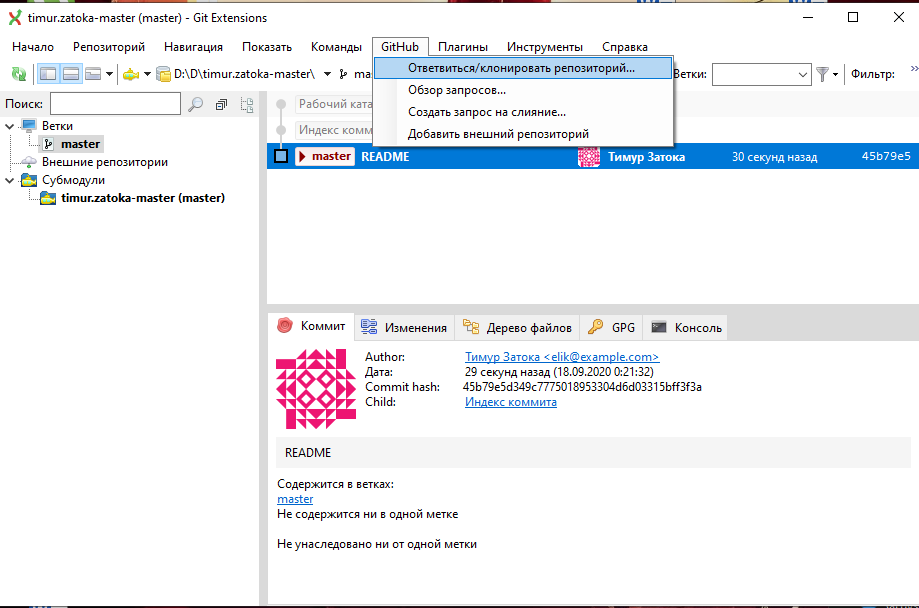 timur.zatoka-master (master) - Git Extensions
Начало Репозиторий Навигация Показать Команды GitHub Плагины Инструменты Справка
D:\D\timur.zatoka-master\ Ветки: Фильтр:
Ответвиться/клонировать репозиторий...
Обзор запросов...
Создать запрос на слияние...
Добавить внешний репозиторий
Поиск:
Ветки
master
Внешние репозитории
Субмодули
timur.zatoka-master (master)
Рабочий ката
Индекс комм
master README Тимур Затока 30 секунд назад 45b79e5
Коммит Изменения Дерево файлов GPG Консоль
Author: Тимур Затока <elik@example.com>
Дата: 29 секунд назад (18.09.2020 0:21:32)
Commit hash: 45b79e5d349c7775018953304d6d03315bff3f3a
Child: Индекс коммита
README
Содержится в ветках:
master
Не содержится ни в одной метке
Не унаследовано ни от одной метки